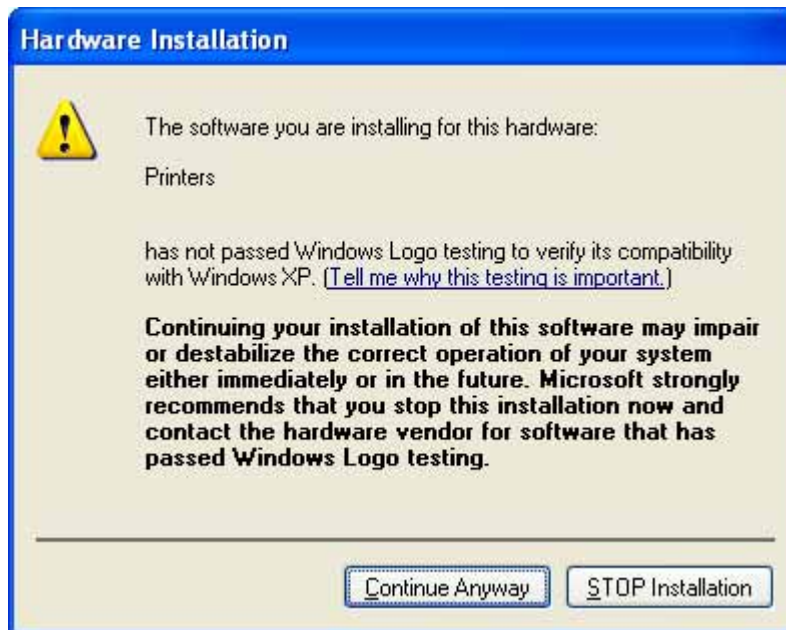 Hardware Installation
The software you are installing for this hardware:
Printers
has not passed Windows Logo testing to verify its compatibility
with Windows XP. (Tell me why this testing is important.)
Continuing your installation of this software may impair
or destabilize the correct operation of your system
either immediately or in the future. Microsoft strongly
recommends that you stop this installation now and
contact the hardware vendor for software that has
passed Windows Logo testing.
Continue Anyway
STOP Installation